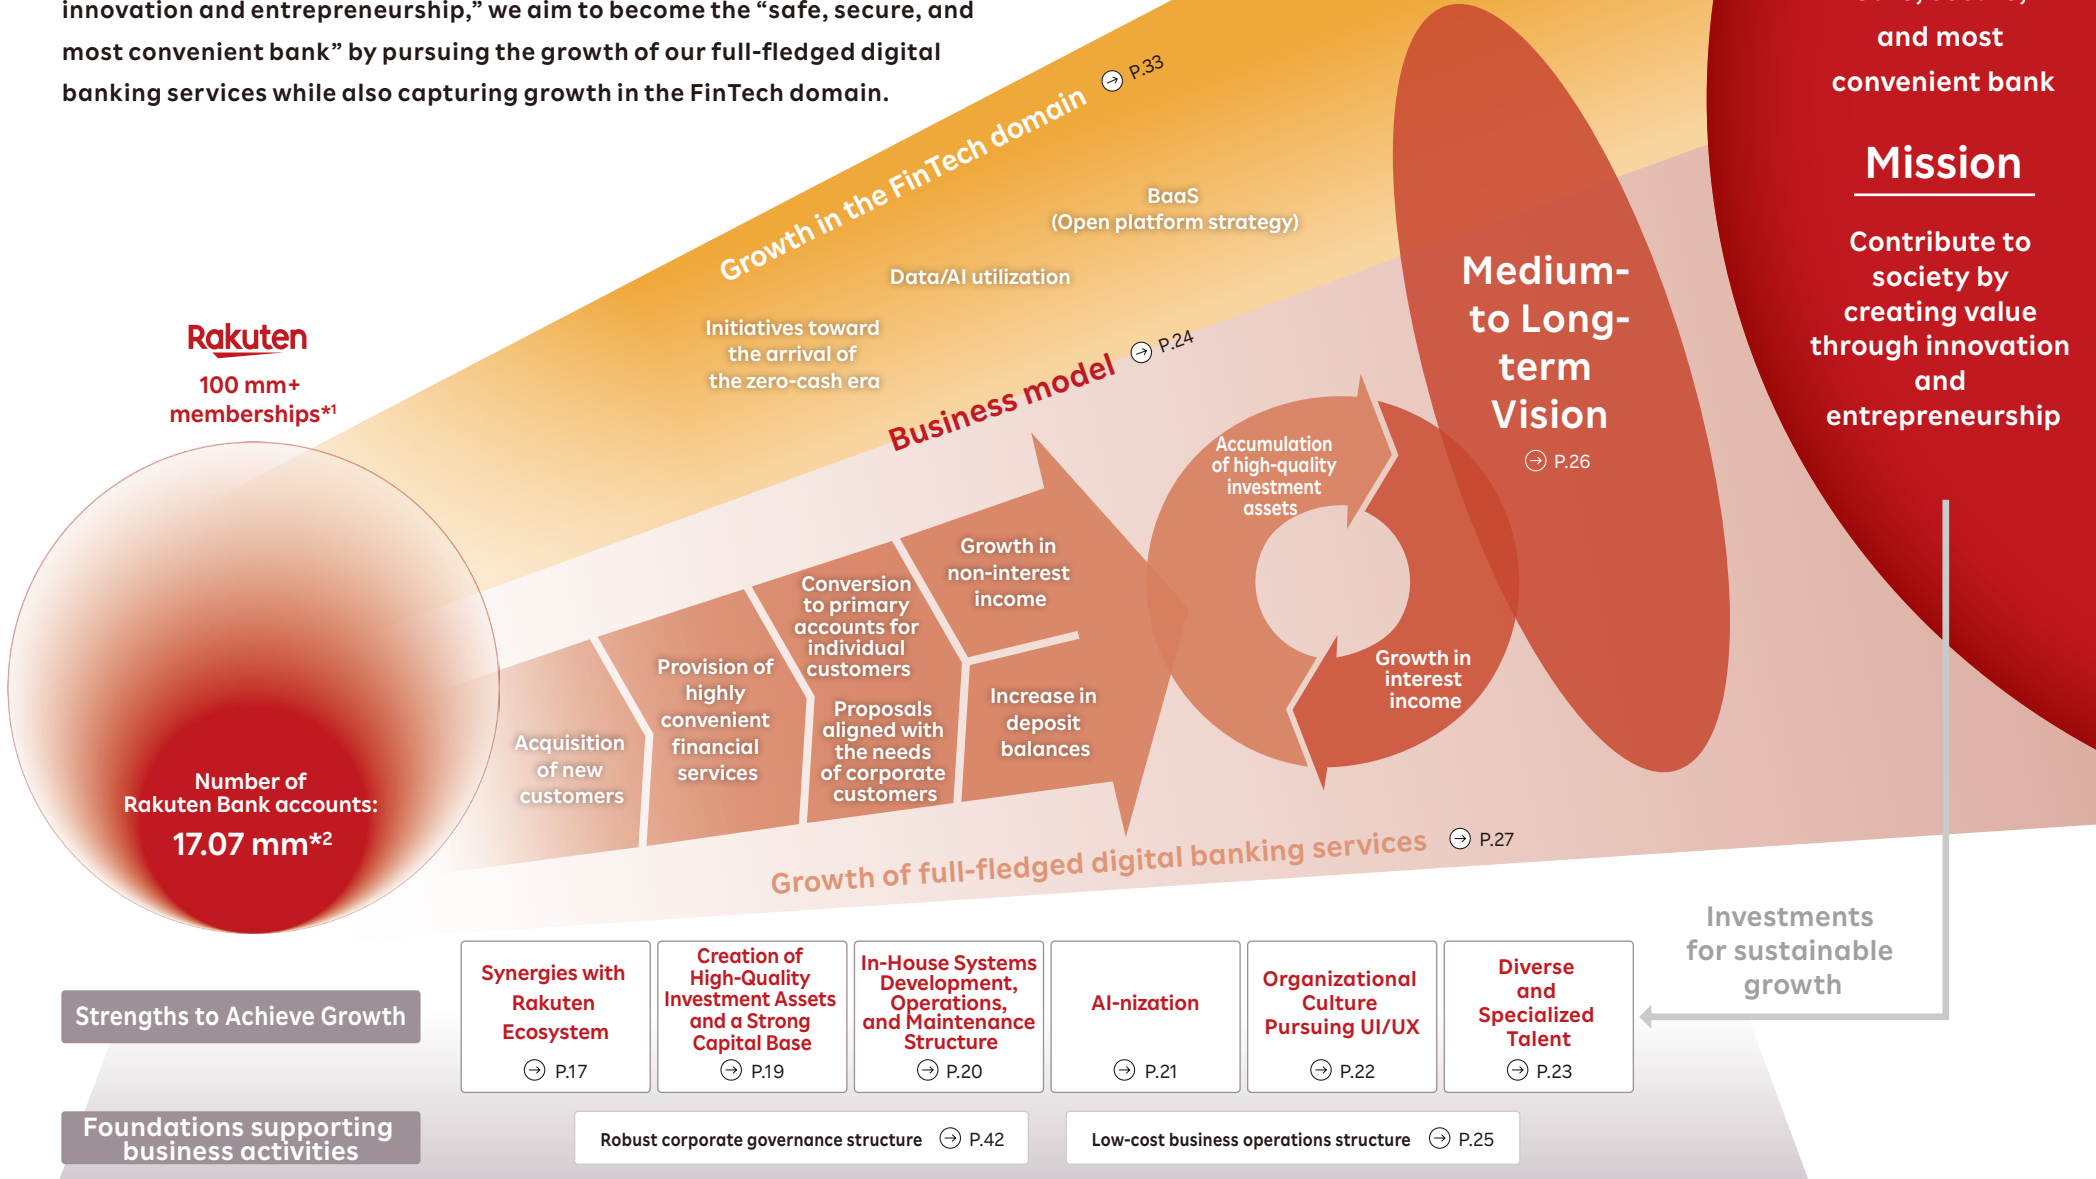 innovation and entrepreneurship,” we aim to become the “safe, secure, and
most convenient bank” by pursuing the growth of our full-fledged digital
banking services while also capturing growth in the FinTech domain.
and most
convenient bank
Mission
Contribute to
society by
creating value
through innovation
and
entrepreneurship
Growth in the FinTech domain P.33
BaaS
(Open platform strategy)
Data/AI utilization
Initiatives toward
the arrival of
the zero-cash era
Medium-
to Long-
term
Vision
P.26
Rakuten
100 mm+
memberships*1
Number of
Rakuten Bank accounts:
17.07 mm*2
Business model P.24
Acquisition
of new
customers
Provision of
highly
convenient
financial
services
Conversion
to primary
accounts for
individual
customers
Proposals
aligned with
the needs
of corporate
customers
Growth in
non-interest
income
Increase in
deposit
balances
Accumulation
of high-quality
investment
assets
Growth in
interest
income
Growth of full-fledged digital banking services P.27
Investments
for sustainable
growth
Strengths to Achieve Growth
Synergies with
Rakuten
Ecosystem
P.17
Creation of
High-Quality
Investment Assets
and a Strong
Capital Base
P.19
In-House Systems
Development,
Operations,
and Maintenance
Structure
P.20
AI-nization
P.21
Organizational
Culture
Pursuing UI/UX
P.22
Diverse
and
Specialized
Talent
P.23
Foundations supporting
business activities
Robust corporate governance structure P.42
Low-cost business operations structure P.25